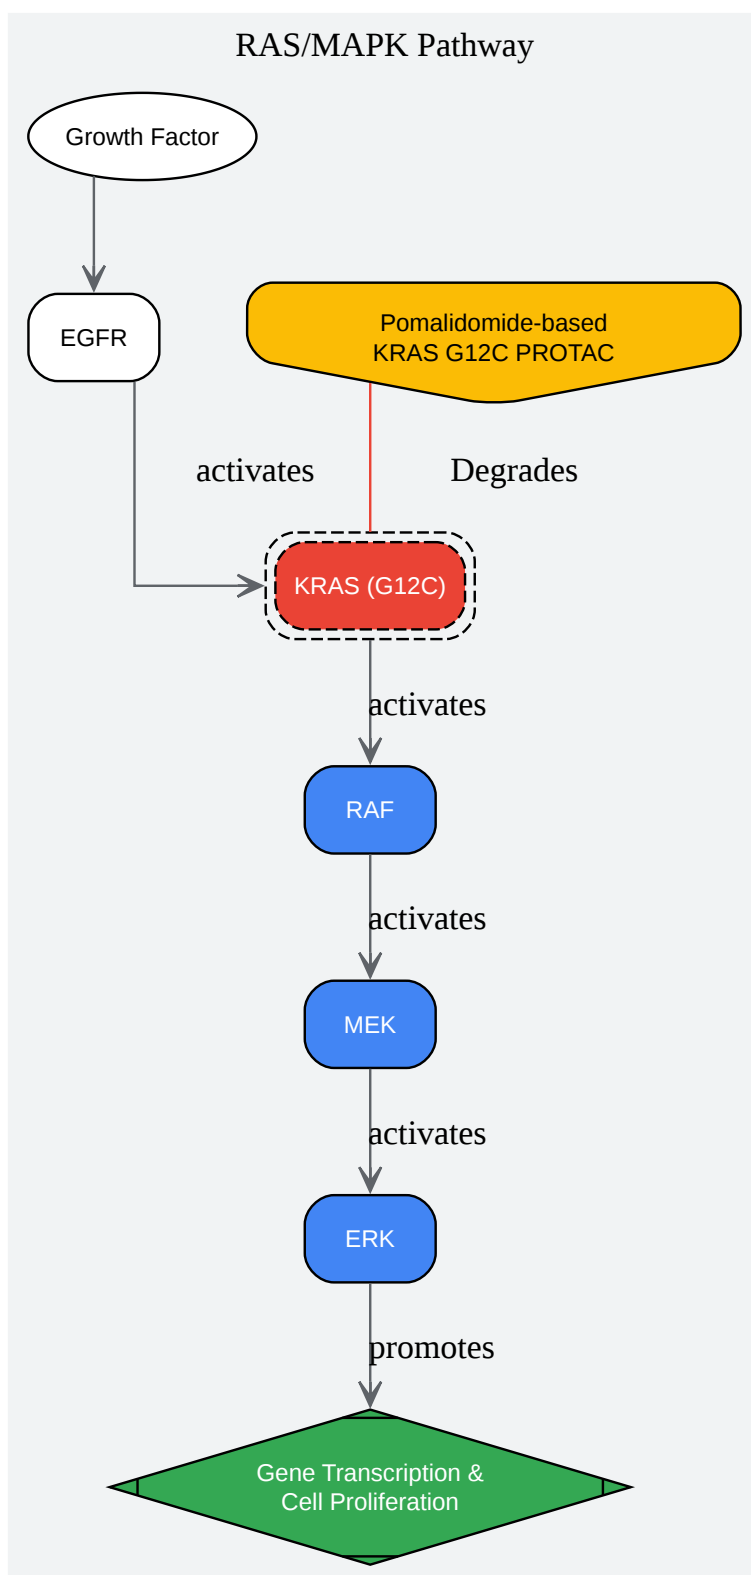 RAS/MAPK Pathway
Growth Factor
EGFR
Pomalidomide-based
KRAS G12C PROTAC
activates
Degrades
KRAS (G12C)
activates
RAF
activates
MEK
activates
ERK
promotes
Gene Transcription &
Cell Proliferation